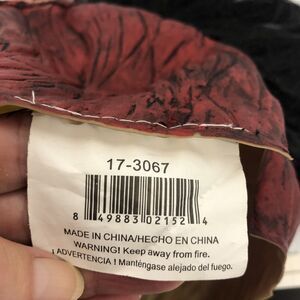 17-3067
8 49883 02152 4
MADE IN CHINA/HECHO EN CHINA
WARNING! Keep away from fire.
¡ ADVERTENCIA ! Manténgase alejado del fuego.